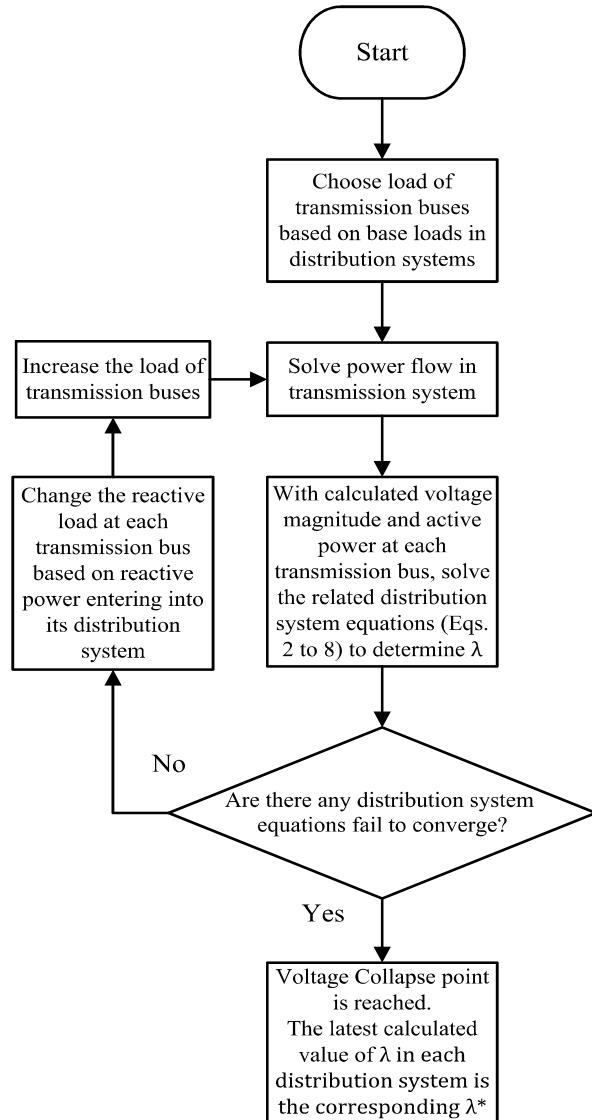 Start
Choose load of
transmission buses
based on base loads in
distribution systems
Increase the load of
transmission buses
Solve power flow in
transmission system
Change the reactive
load at each
transmission bus
based on reactive
power entering into
its distribution
system
With calculated voltage
magnitude and active
power at each
transmission bus, solve
the related distribution
system equations (Eqs.
2 to 8) to determine λ
No
Are there any distribution system
equations fail to converge?
Yes
Voltage Collapse point
is reached.
The latest calculated
value of λ in each
distribution system is
the corresponding λ*